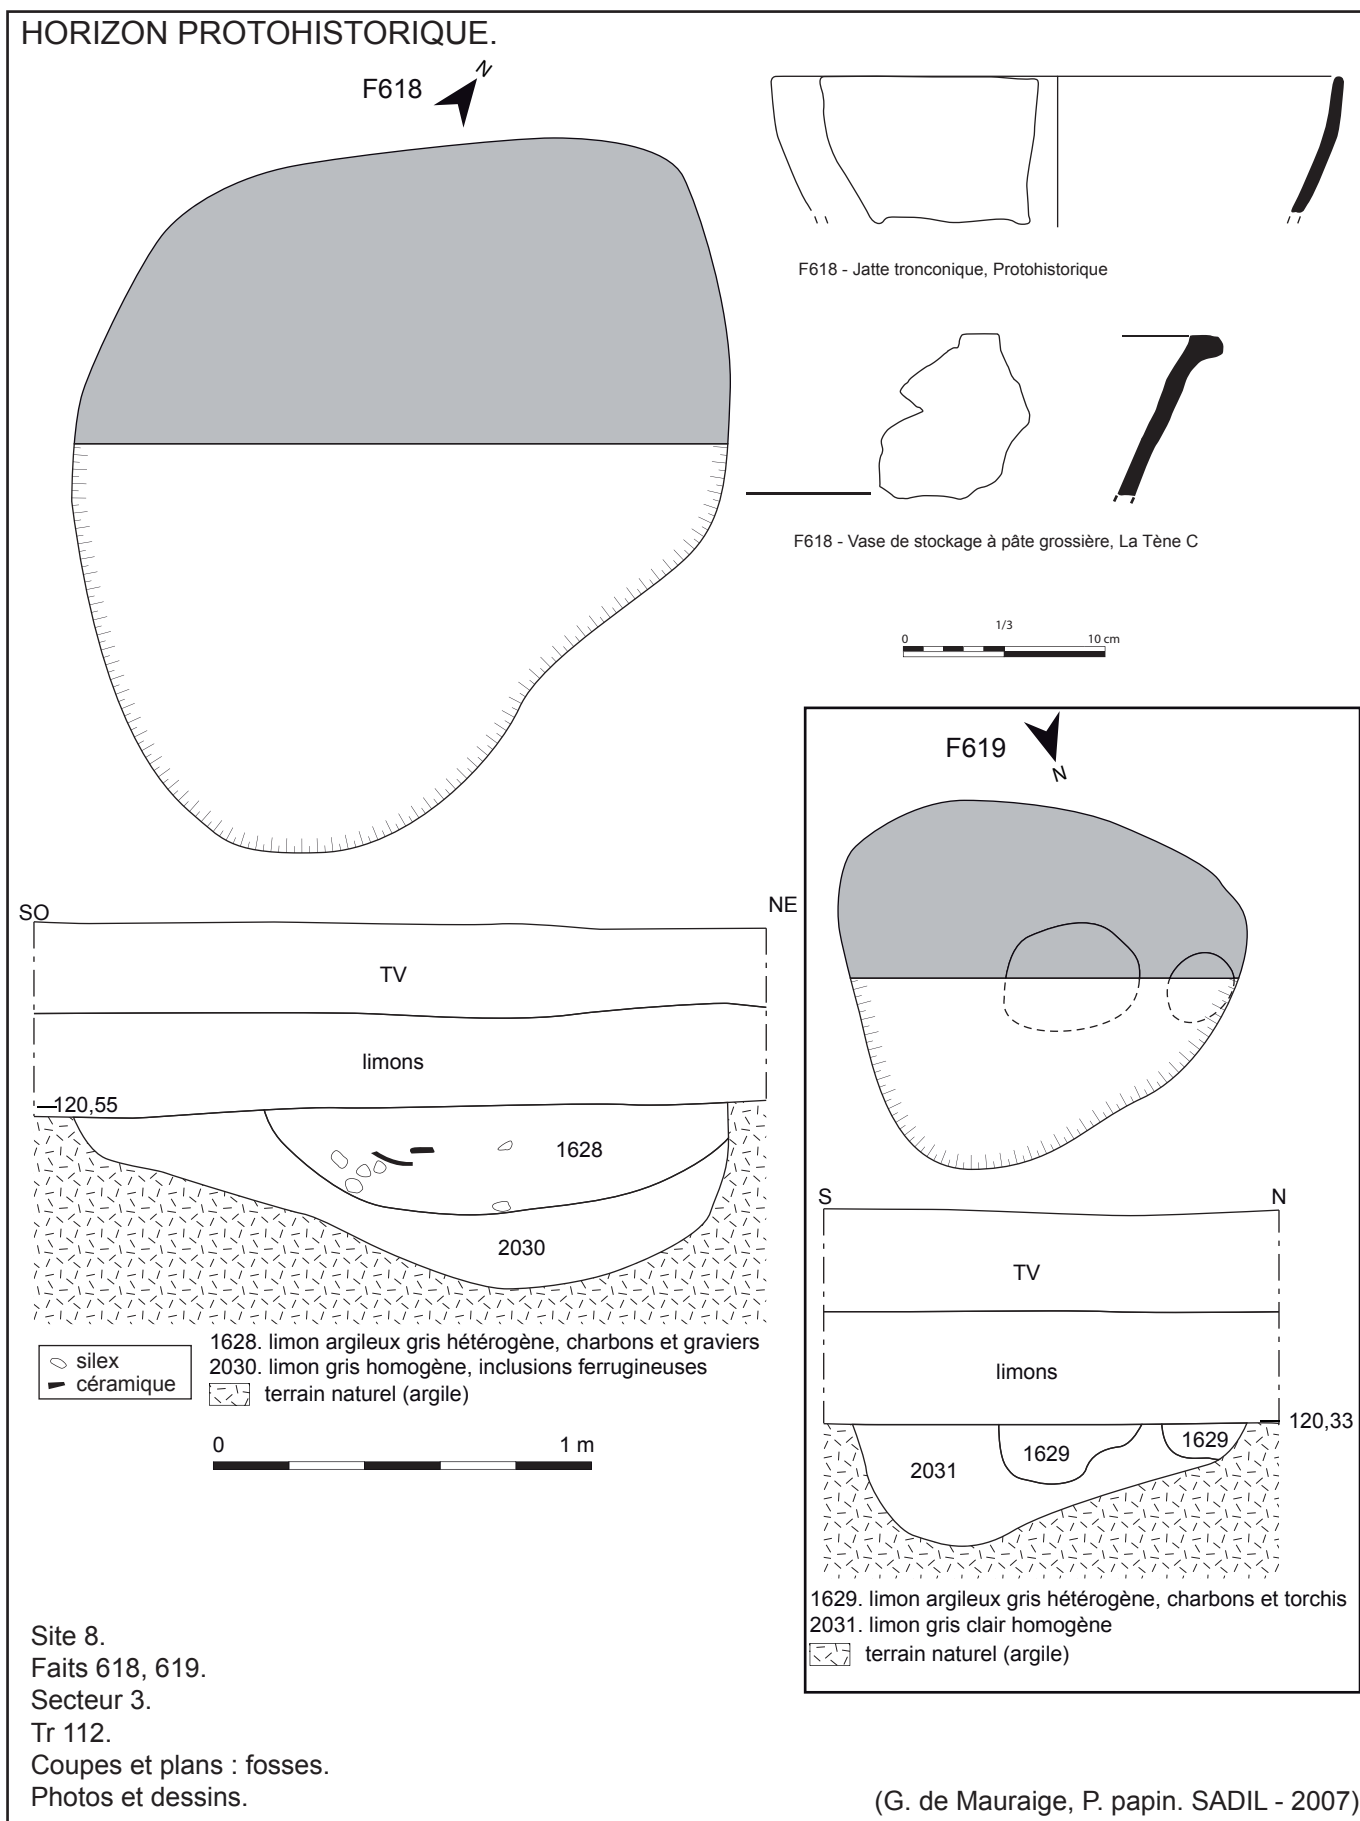 HORIZON PROTOHISTORIQUE.
F618
N
F618 - Jatte tronconique, Protohistorique
F618 - Vase de stockage à pâte grossière, La Tène C
1/3
0 10 cm
SO NE
TV
limons
120,55
1628
2030
silex
céramique
1628. limon argileux gris hétérogène, charbons et graviers
2030. limon gris homogène, inclusions ferrugineuses
terrain naturel (argile)
0 1 m
F619
N
S N
TV
limons
120,33
1629
1629
2031
1629. limon argileux gris hétérogène, charbons et torchis
2031. limon gris clair homogène
terrain naturel (argile)
Site 8.
Faits 618, 619.
Secteur 3.
Tr 112.
Coupes et plans : fosses.
Photos et dessins.
(G. de Mauraige, P. papin. SADIL - 2007)